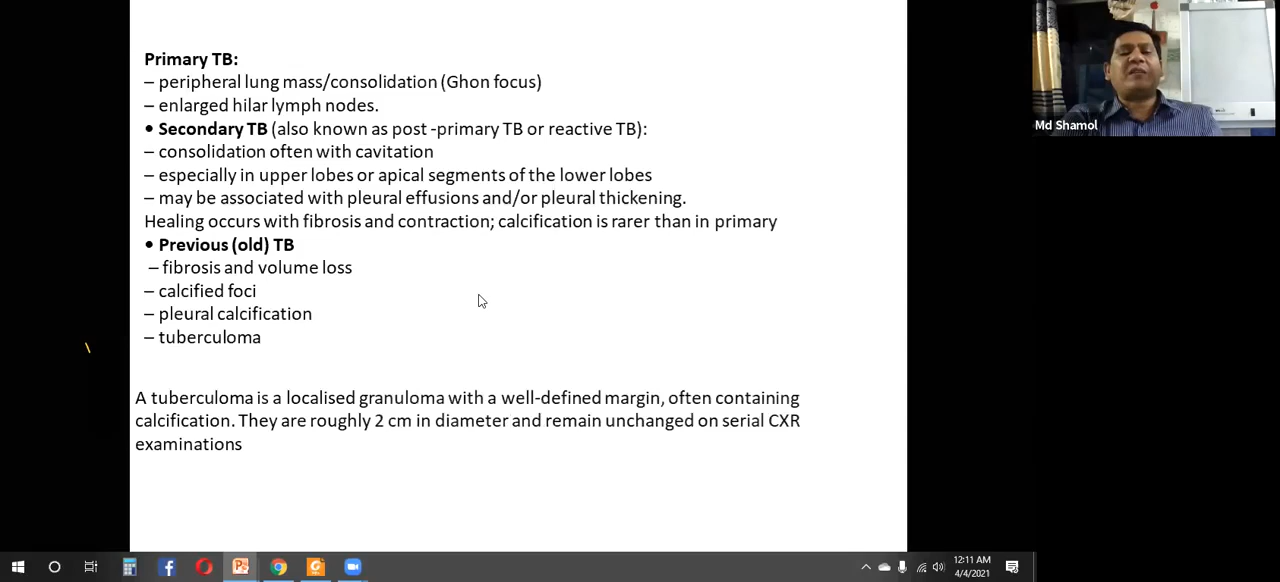 Primary TB:
– peripheral lung mass/consolidation (Ghon focus)
– enlarged hilar lymph nodes.
• Secondary TB (also known as post -primary TB or reactive TB):
– consolidation often with cavitation
– especially in upper lobes or apical segments of the lower lobes
– may be associated with pleural effusions and/or pleural thickening.
Healing occurs with fibrosis and contraction; calcification is rarer than in primary
• Previous (old) TB
– fibrosis and volume loss
– calcified foci
– pleural calcification
– tuberculoma
A tuberculoma is a localised granuloma with a well-defined margin, often containing
calcification. They are roughly 2 cm in diameter and remain unchanged on serial CXR
examinations
Md Shamol
12:11 AM
4/4/2021